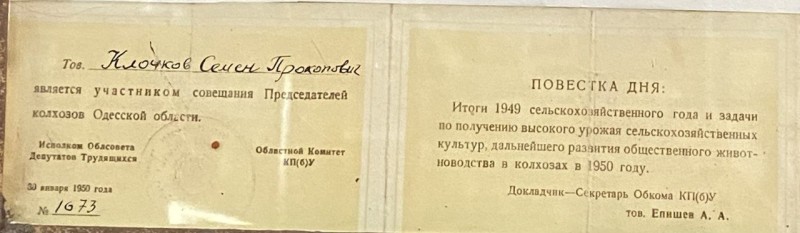 Тов. Клочков Семен Прокопович
является участником совещания Председателей
колхозов Одесской области.
Исполком Облсовета
Депутатов Трудящихся
Областной Комитет
КП(б)У
30 января 1950 года
№ 1673
ПОВЕСТКА ДНЯ:
Итоги 1949 сельскохозяйственного года и задачи
по получению высокого урожая сельскохозяйственных
культур, дальнейшего развития общественного живот-
новодства в колхозах в 1950 году.
Докладчик—Секретарь Обкома КП(б)У
тов. Епишев А. А.